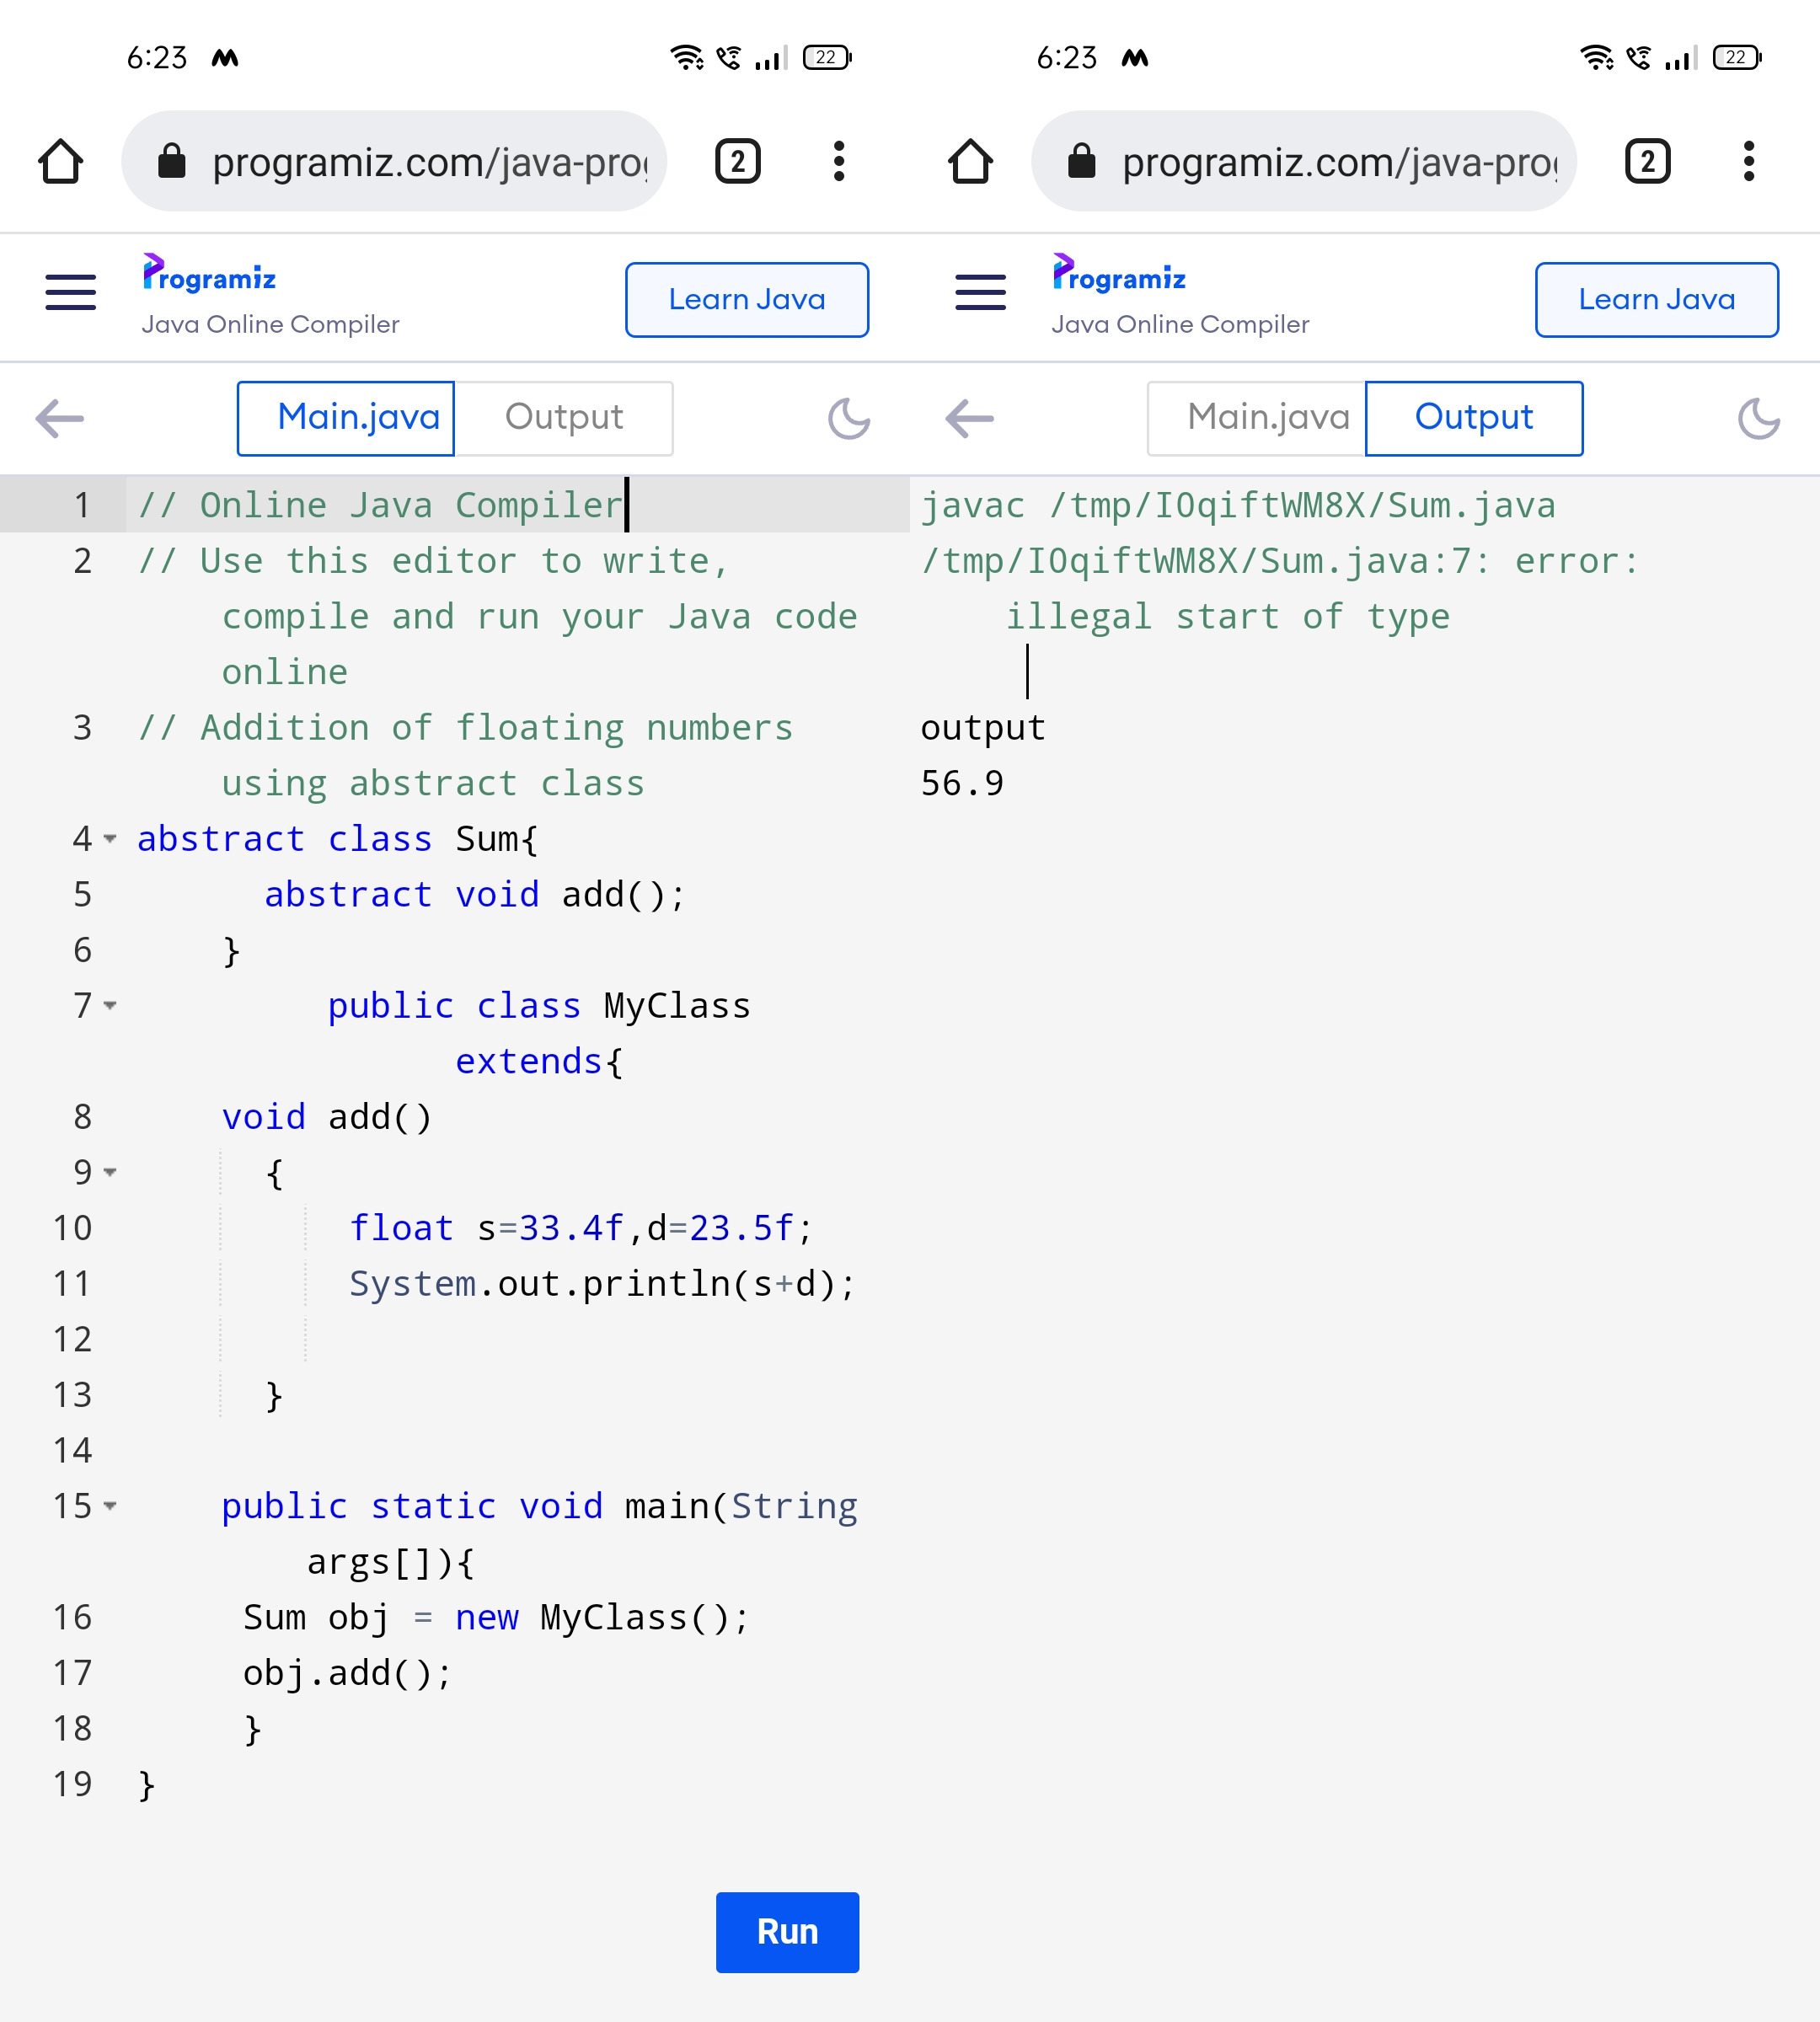 6:23
22
programiz.com/java-pro
2
Programiz
Java Online Compiler
Learn Java
Main.java
Output
1 // Online Java Compiler
2 // Use this editor to write,
compile and run your Java code
online
3 // Addition of floating numbers
using abstract class
4 abstract class Sum{
5 abstract void add();
6 }
7 public class MyClass
extends{
8 void add()
9 {
10 float s=33.4f,d=23.5f;
11 System.out.println(s+d);
12
13 }
14
15 public static void main(String
args[]){
16 Sum obj = new MyClass();
17 obj.add();
18 }
19 }
Run
6:23
22
programiz.com/java-pro
2
Programiz
Java Online Compiler
Learn Java
Main.java
Output
javac /tmp/I0qiftWM8X/Sum.java
/tmp/I0qiftWM8X/Sum.java:7: error:
illegal start of type
output
56.9